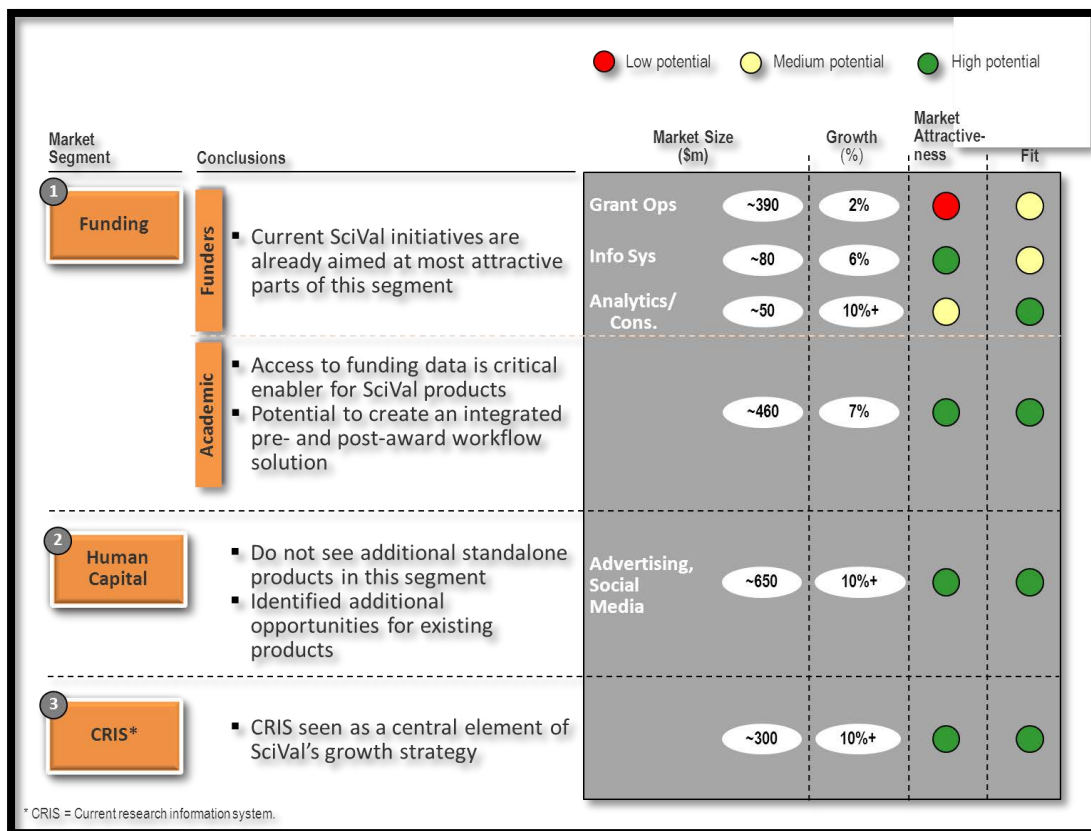 Low potential
Medium potential
High potential
Market
Segment
Conclusions
Market Size
($m)
Growth
(%)
Market
Attractive-
ness
Fit
1
Funding
Funders
▪ Current SciVal initiatives are
already aimed at most attractive
parts of this segment
Grant Ops
~390
2%
Info Sys
~80
6%
Analytics/
Cons.
~50
10%+
Academic
▪ Access to funding data is critical
enabler for SciVal products
▪ Potential to create an integrated
pre- and post-award workflow
solution
~460
7%
2
Human
Capital
▪ Do not see additional standalone
products in this segment
▪ Identified additional
opportunities for existing
products
Advertising,
Social
Media
~650
10%+
3
CRIS*
▪ CRIS seen as a central element of
SciVal’s growth strategy
~300
10%+
* CRIS = Current research information system.